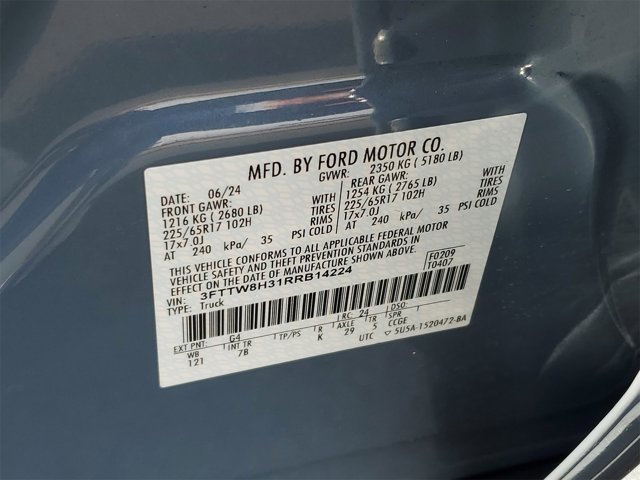 MFD. BY FORD MOTOR CO.
DATE: 06/24 GVWR: 2350 KG ( 5180 LB)
FRONT GAWR: REAR GAWR:
1216 KG ( 2680 LB) 1254 KG ( 2765 LB)
225/65R17 102H TIRES 225/65R17 102H TIRES
17x7.0J RIMS 17x7.0J RIMS
AT 240 kPa/ 35 PSI COLD AT 240 kPa/ 35 PSI COLD
THIS VEHICLE CONFORMS TO ALL APPLICABLE FEDERAL MOTOR
VEHICLE SAFETY AND THEFT PREVENTION STANDARDS IN
EFFECT ON THE DATE OF MANUFACTURE SHOWN ABOVE.
VIN: 3FTTW8H31RRB14224 F0209
TYPE: Truck T0407
EXT PNT: G4 RC: 24 DSO:
WB INT TR TP/PS R AXLE TR SPR
121 7B K 29 5 CCGE
UTC 5U5A-1520472-BA